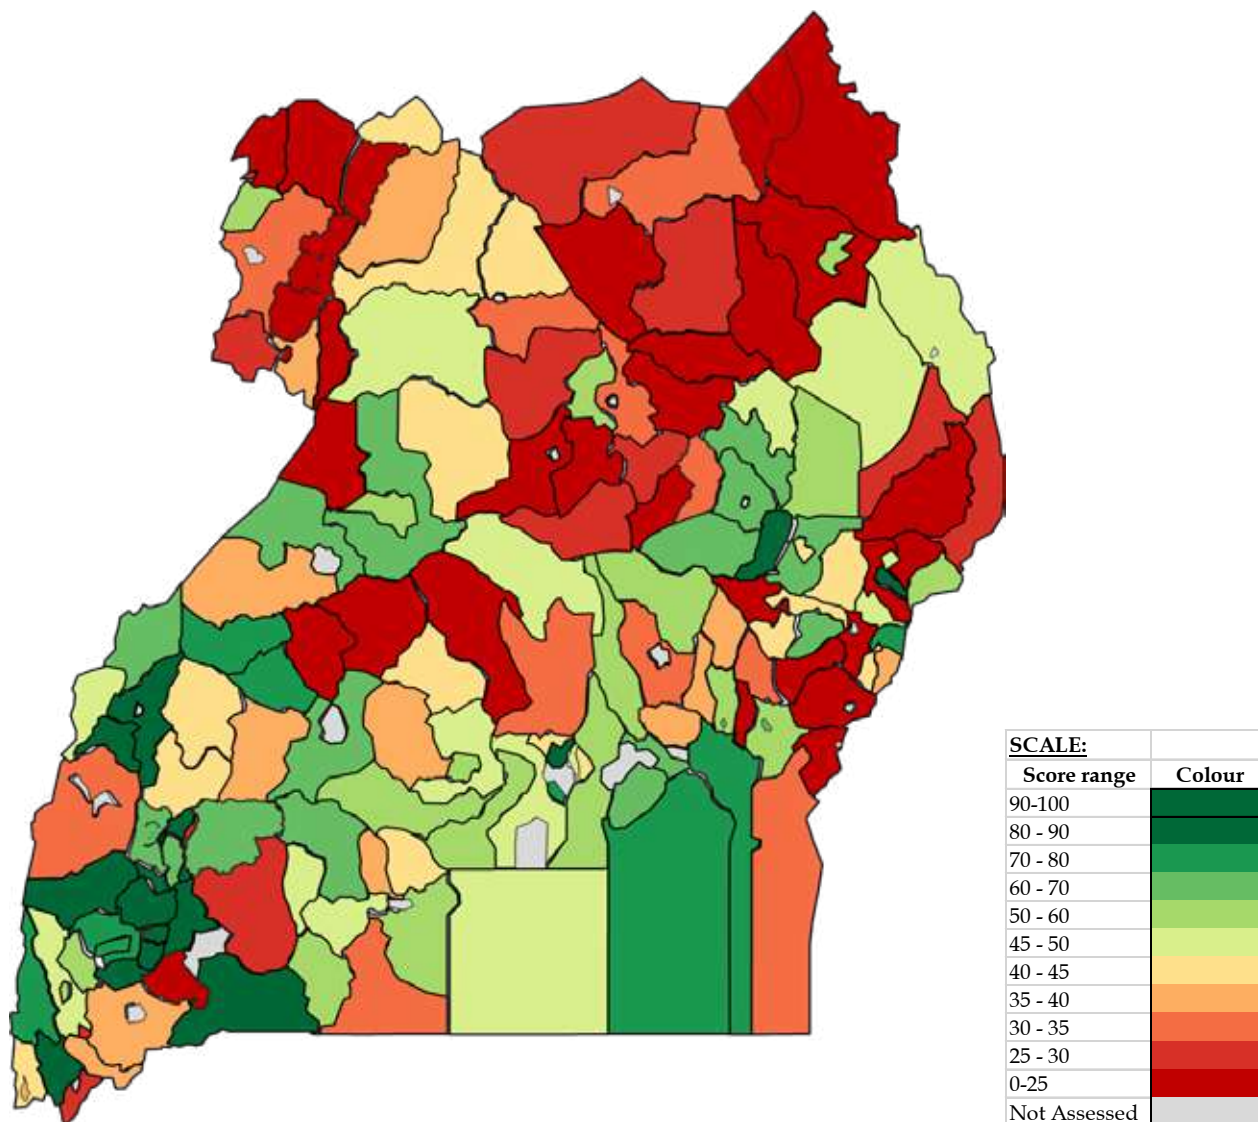 SCALE:
Score range Colour
90-100
80 - 90
70 - 80
60 - 70
50 - 60
45 - 50
40 - 45
35 - 40
30 - 35
25 - 30
0-25
Not Assessed